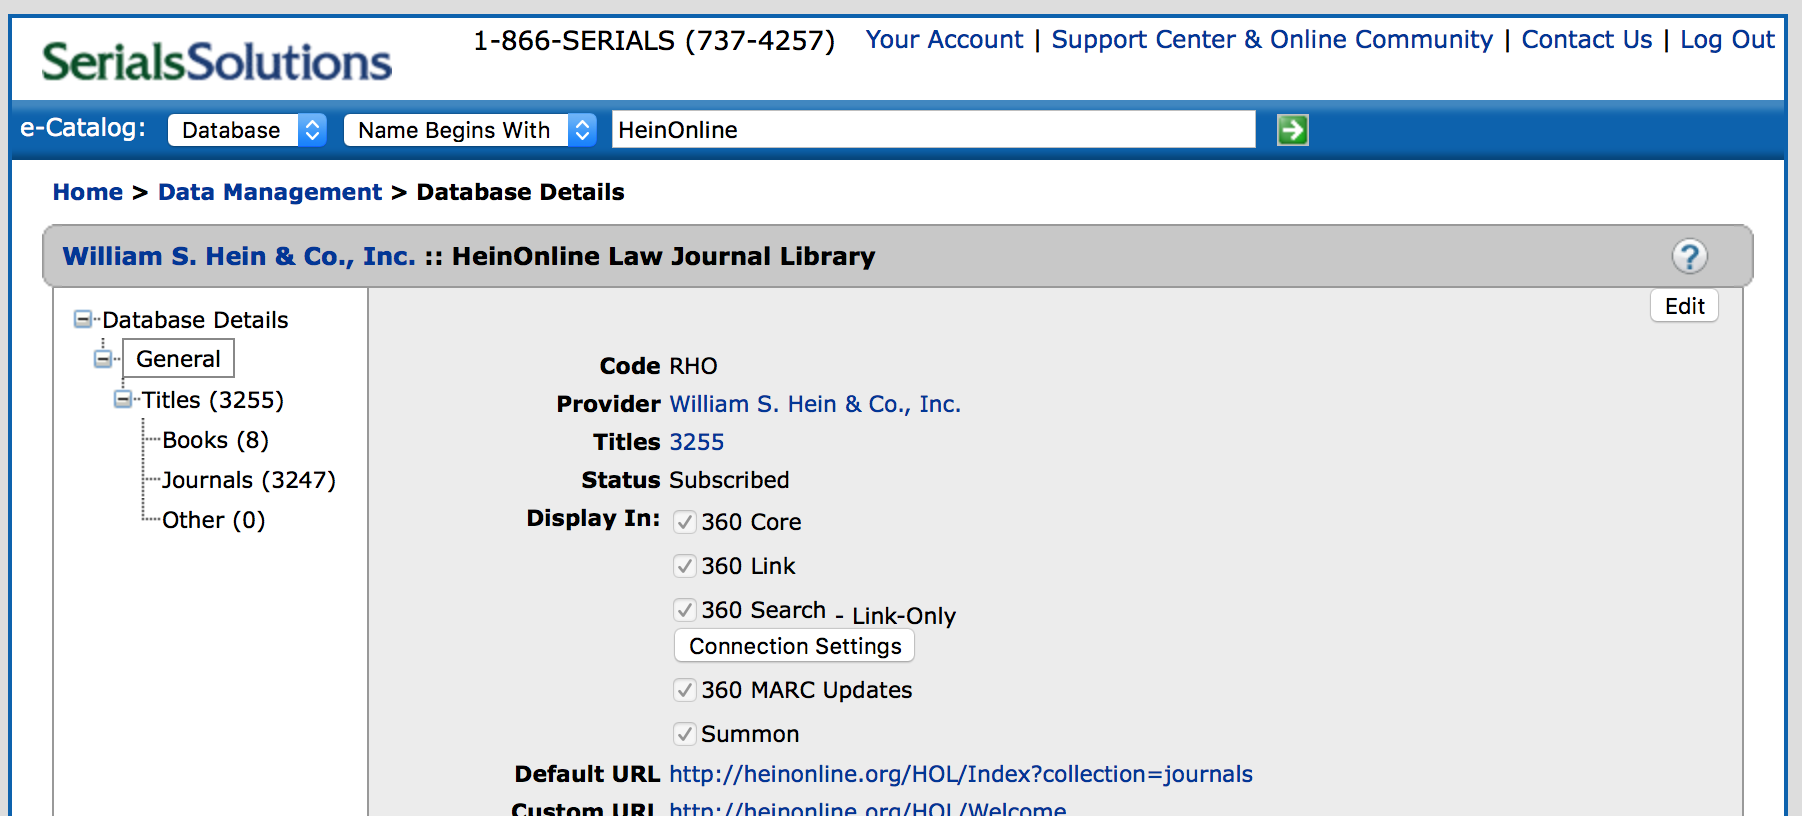 SerialsSolutions
1-866-SERIALS (737-4257) Your Account | Support Center & Online Community | Contact Us | Log Out
e-Catalog: Database Name Begins With HeinOnline
Home > Data Management > Database Details
William S. Hein & Co., Inc. :: HeinOnline Law Journal Library ?
Edit
Database Details
General
Titles (3255)
Books (8)
Journals (3247)
Other (0)
Code RHO
Provider William S. Hein & Co., Inc.
Titles 3255
Status Subscribed
Display In: 360 Core
360 Link
360 Search - Link-Only
Connection Settings
360 MARC Updates
Summon
Default URL http://heinonline.org/HOL/Index?collection=journals
Custom URL http://heinonline.org/HOL/Welcome